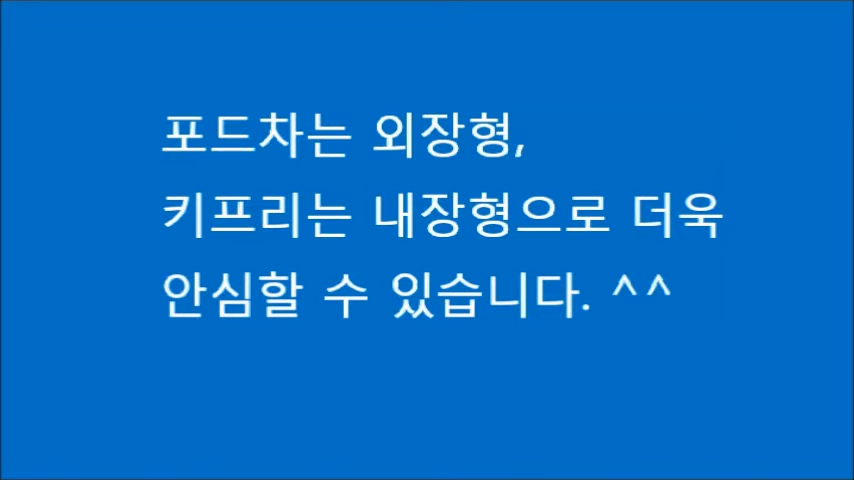 포드차는 외장형,
키프리는 내장형으로 더욱
안심할 수 있습니다. ^^